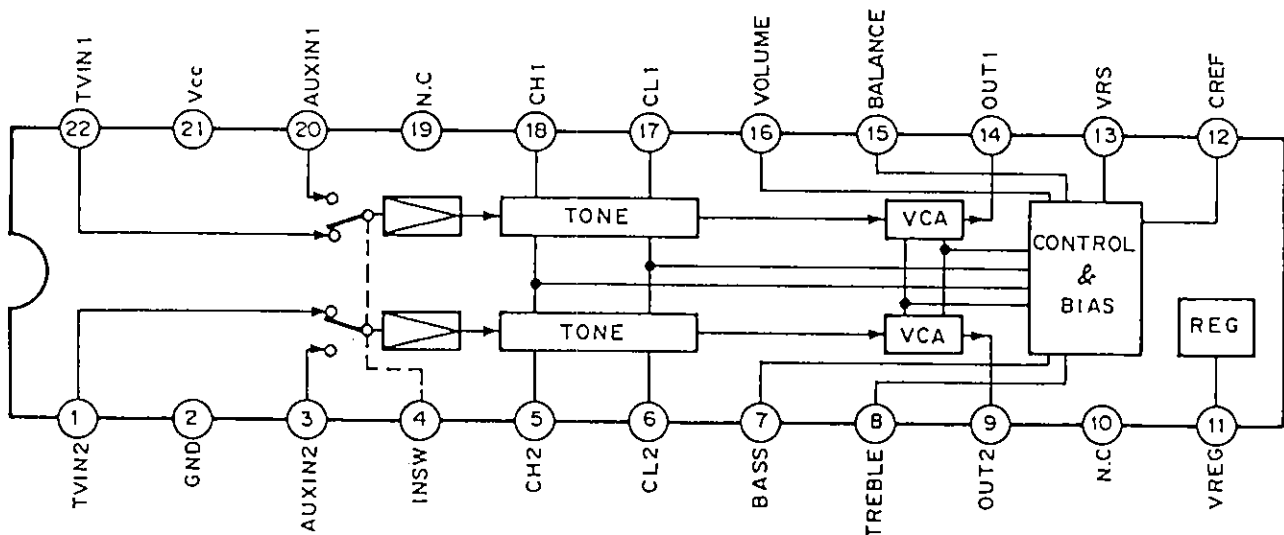 TVIN1
Vcc
AUXIN1
N.C
CH1
CL1
VOLUME
BALANCE
OUT1
VRS
CREF
22
21
20
19
18
17
16
15
14
13
12
TONE
VCA
CONTROL
&
BIAS
TONE
VCA
REG
1
2
3
4
5
6
7
8
9
10
11
TVIN2
GND
AUXIN2
INSW
CH2
CL2
BASS
TREBLE
OUT2
N.C
VREG